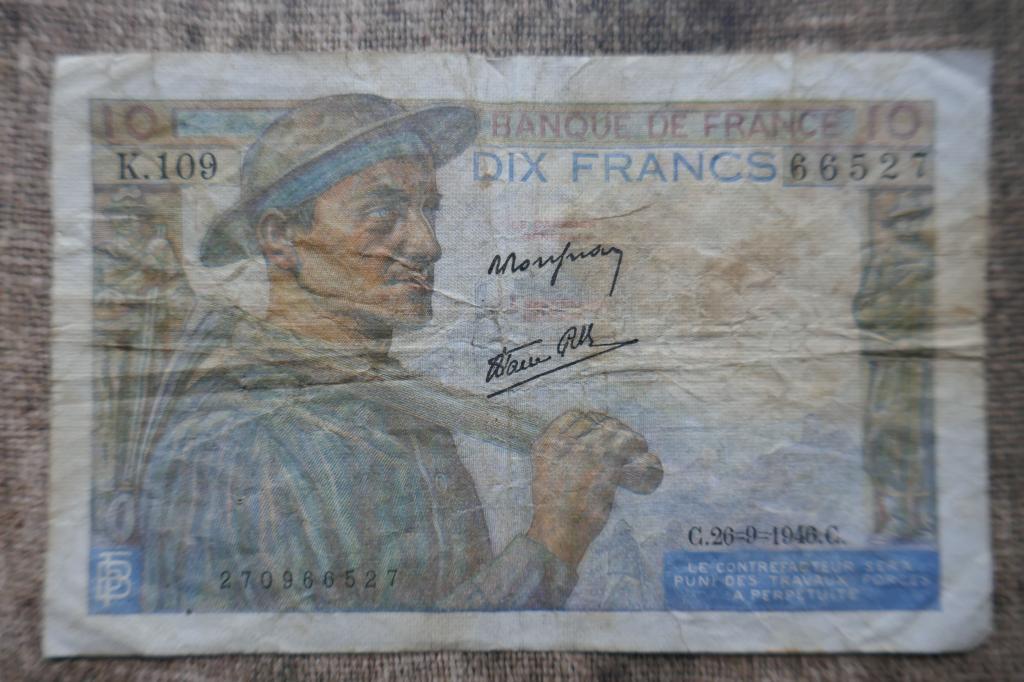 10 BANQUE DE FRANCE 10
K.109 DIX FRANCS 66527
C.26=9=1946.C.
270966527
LE CONTREFACTEUR SERA
PUNI DES TRAVAUX FORCÉS
A PERPÉTUITÉ